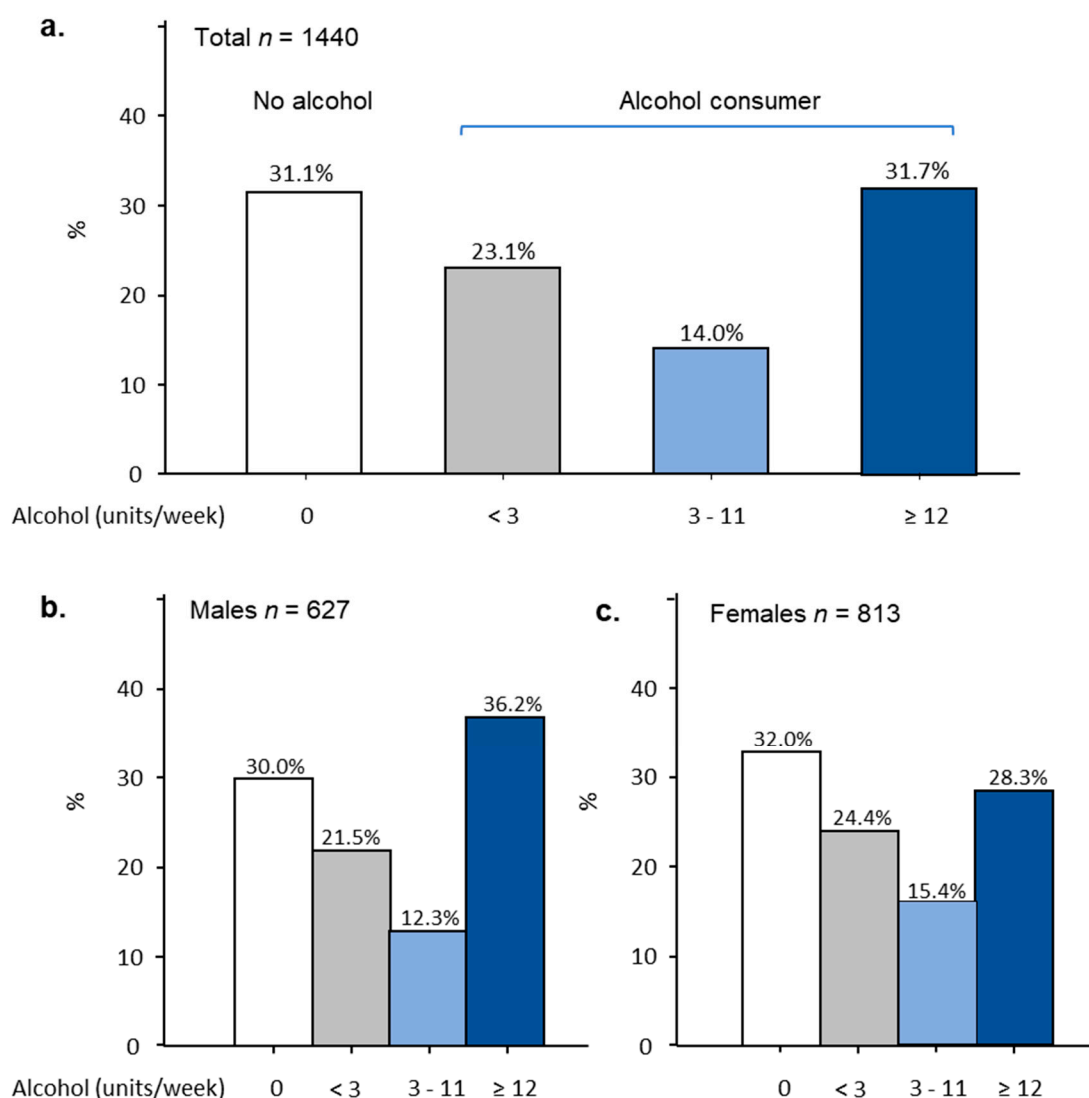 a.
Total n = 1440
No alcohol
Alcohol consumer
40
30
20
10
0
%
31.1%
23.1%
14.0%
31.7%
Alcohol (units/week) 0 < 3 3 - 11 ≥ 12
b.
Males n = 627
40
30
20
10
0
%
30.0%
21.5%
12.3%
36.2%
Alcohol (units/week) 0 < 3 3 - 11 ≥ 12
c.
Females n = 813
40
30
20
10
0
%
32.0%
24.4%
15.4%
28.3%
0 < 3 3 - 11 ≥ 12